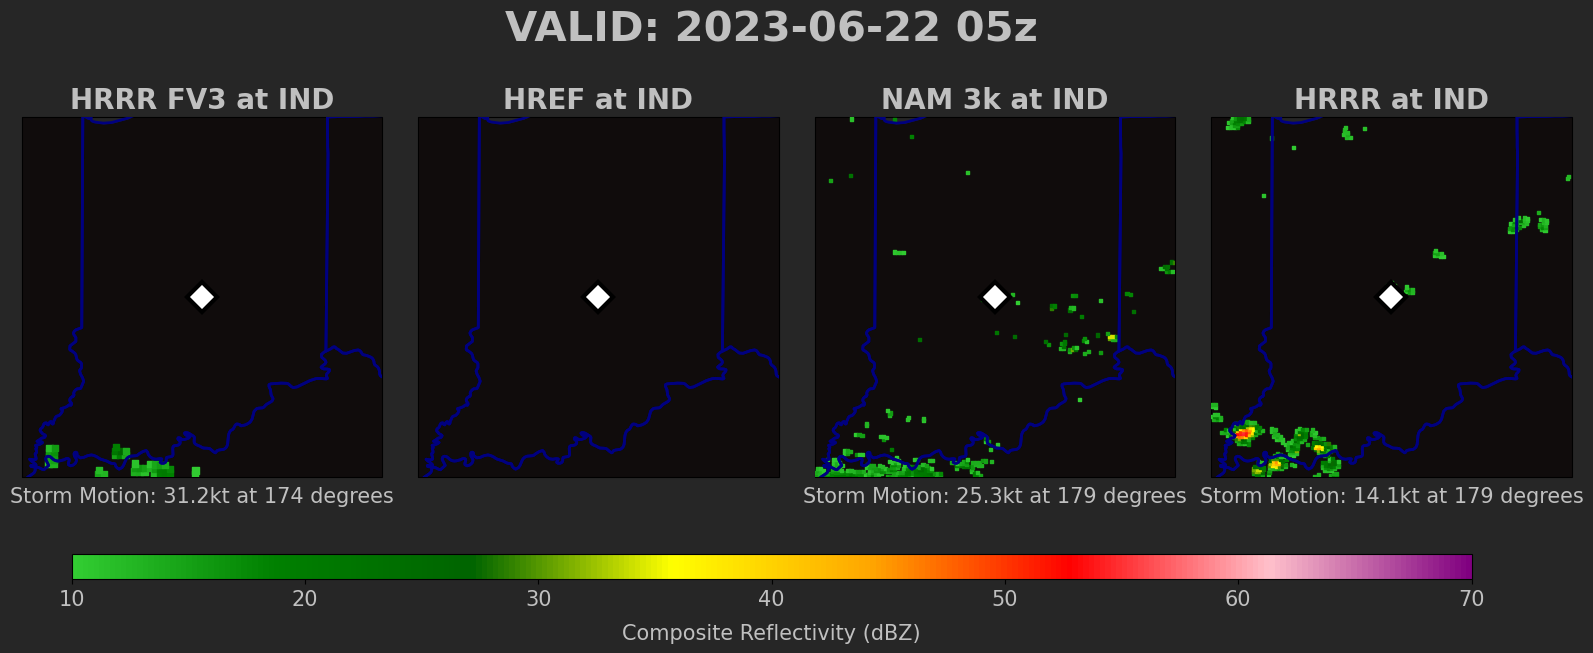 VALID: 2023-06-22 05z
HRRR FV3 at IND
HREF at IND
NAM 3k at IND
HRRR at IND
Storm Motion: 31.2kt at 174 degrees
Storm Motion: 25.3kt at 179 degrees
Storm Motion: 14.1kt at 179 degrees
10 20 30 40 50 60 70
Composite Reflectivity (dBZ)